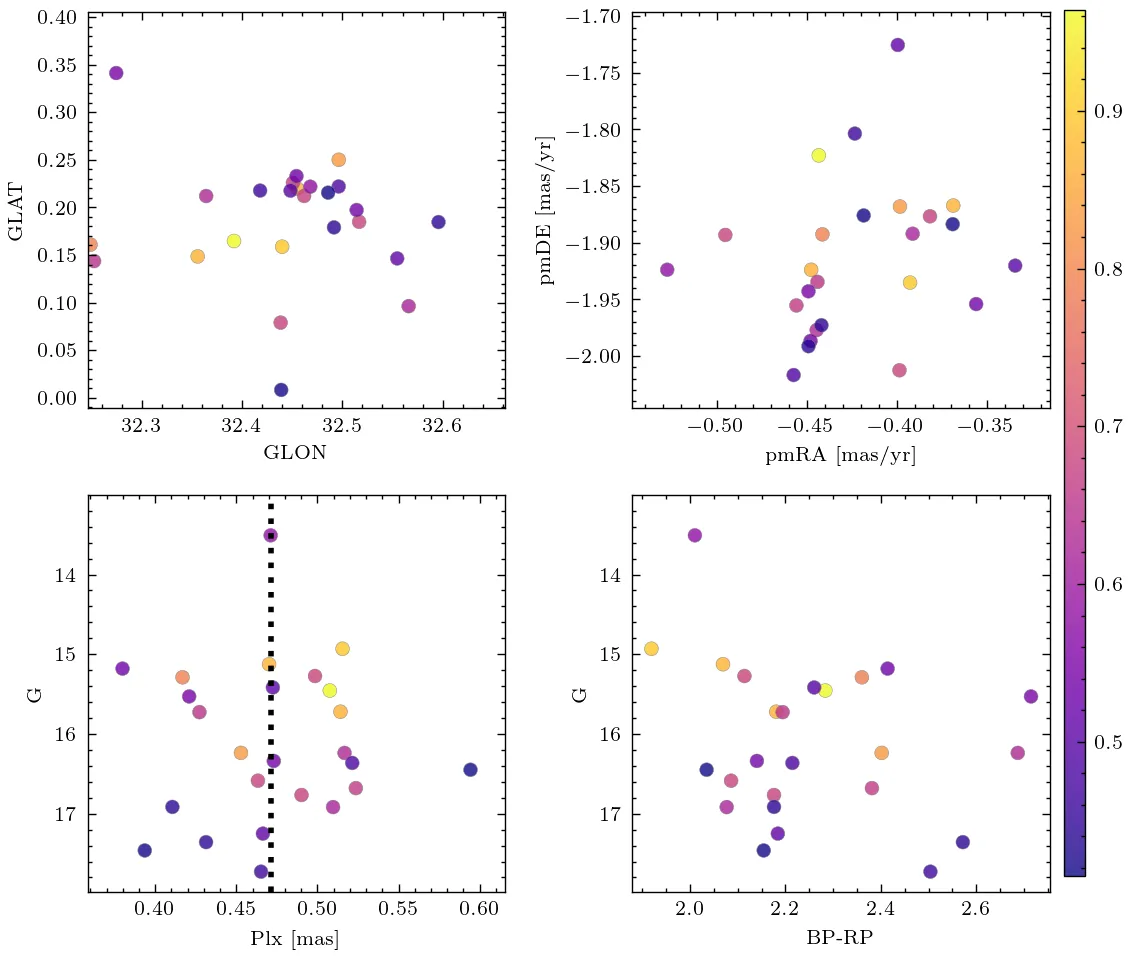 0.40
0.35
0.30
0.25
0.20
0.15
0.10
0.05
0.00
GLAT
32.3 32.4 32.5 32.6
GLON
−1.70
−1.75
−1.80
−1.85
−1.90
−1.95
−2.00
pmDE [mas/yr]
−0.50 −0.45 −0.40 −0.35
pmRA [mas/yr]
14
15
16
17
G
0.40 0.45 0.50 0.55 0.60
Plx [mas]
14
15
16
17
G
2.0 2.2 2.4 2.6
BP-RP
0.9
0.8
0.7
0.6
0.5